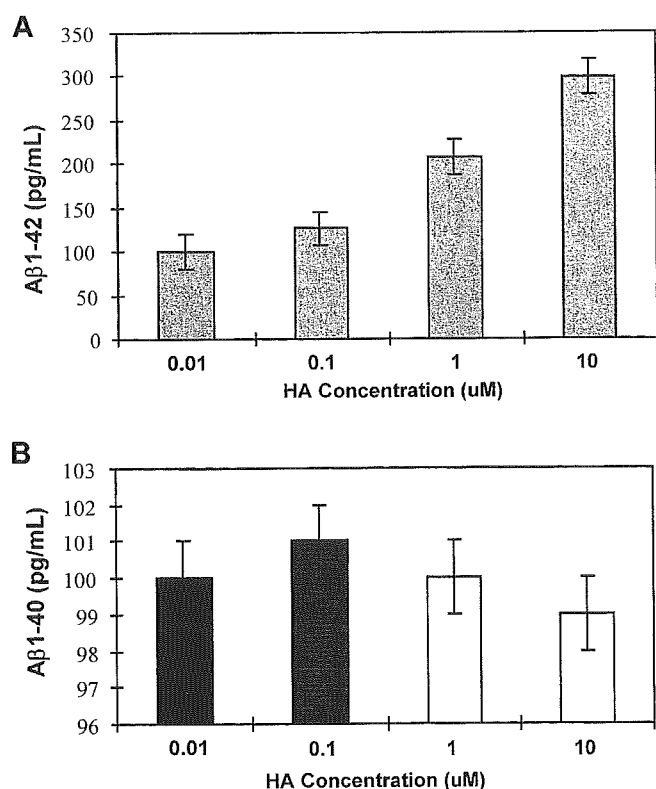 A
350
300
250
200
150
100
50
0
Aβ1-42 (pg/mL)
0.01 0.1 1 10
HA Concentration (uM)
B
103
102
101
100
99
98
97
96
Aβ1-40 (pg/mL)
0.01 0.1 1 10
HA Concentration (uM)